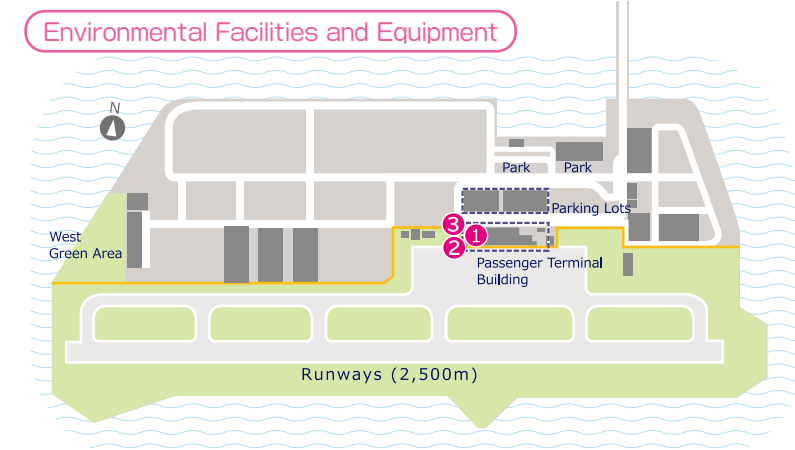 Environmental Facilities and Equipment
N
Park Park
Parking Lots
3
1
2
West
Green Area
Passenger Terminal
Building
Runways (2,500m)